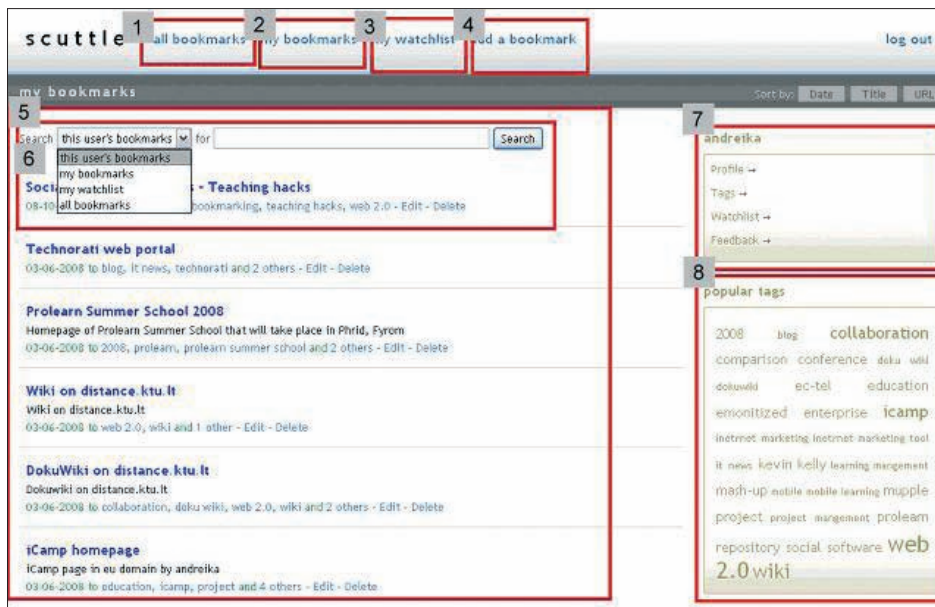 1 2 3 4
scuttle all bookmarks my bookmarks my watchlist add a bookmark log out
my bookmarks Sort by: Date Title URL
5
Search this user's bookmarks for Search
6
this user's bookmarks
my bookmarks
my watchlist
all bookmarks
- Teaching hacks
bookmarking, teaching hacks, web 2.0 - Edit - Delete
Technorati web portal
03-06-2008 to blog, it news, technorati and 2 others - Edit - Delete
Prolearn Summer School 2008
Homepage of Prolearn Summer School that will take place in Phrid, Fyrom
03-06-2008 to 2008, prolearn, prolearn summer school and 2 others - Edit - Delete
Wiki on distance.ktu.lt
Wiki on distance.ktu.lt
03-06-2008 to web 2.0, wiki and 1 other - Edit - Delete
DokuWiki on distance.ktu.lt
Dokuwiki on distance.ktu.lt
03-06-2008 to collaboration, doku wiki, web 2.0, wiki and 2 others - Edit - Delete
iCamp homepage
iCamp page in eu domain by andreika
03-06-2008 to education, icamp, project and 4 others - Edit - Delete
7
andreika
Profile →
Tags →
Watchlist →
Feedback →
8
popular tags
2008 blog collaboration
comparison conference doku wiki
dokuwiki ec-tel education
emonitized enterprise icamp
inetrnet marketing inetrnet marketing tool
it news kevin kelly learning mangement
mash-up mobile mobile learning mupple
project project mangement prolearn
repository social software web
2.0 wiki